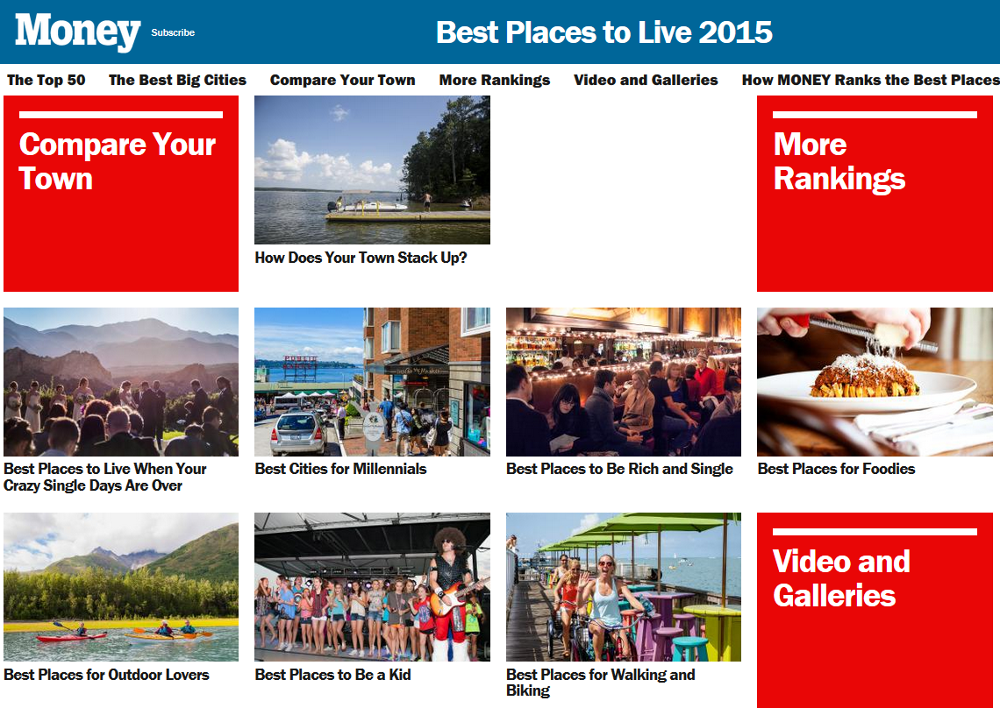 Money
Subscribe
Best Places to Live 2015
The Top 50
The Best Big Cities
Compare Your Town
More Rankings
Video and Galleries
How MONEY Ranks the Best Places
Compare Your
Town
How Does Your Town Stack Up?
More
Rankings
Best Places to Live When Your
Crazy Single Days Are Over
PUBLIC
MARKET
Best Cities for Millennials
Best Places to Be Rich and Single
Best Places for Foodies
Best Places for Outdoor Lovers
Best Places to Be a Kid
Best Places for Walking and
Biking
Video and
Galleries